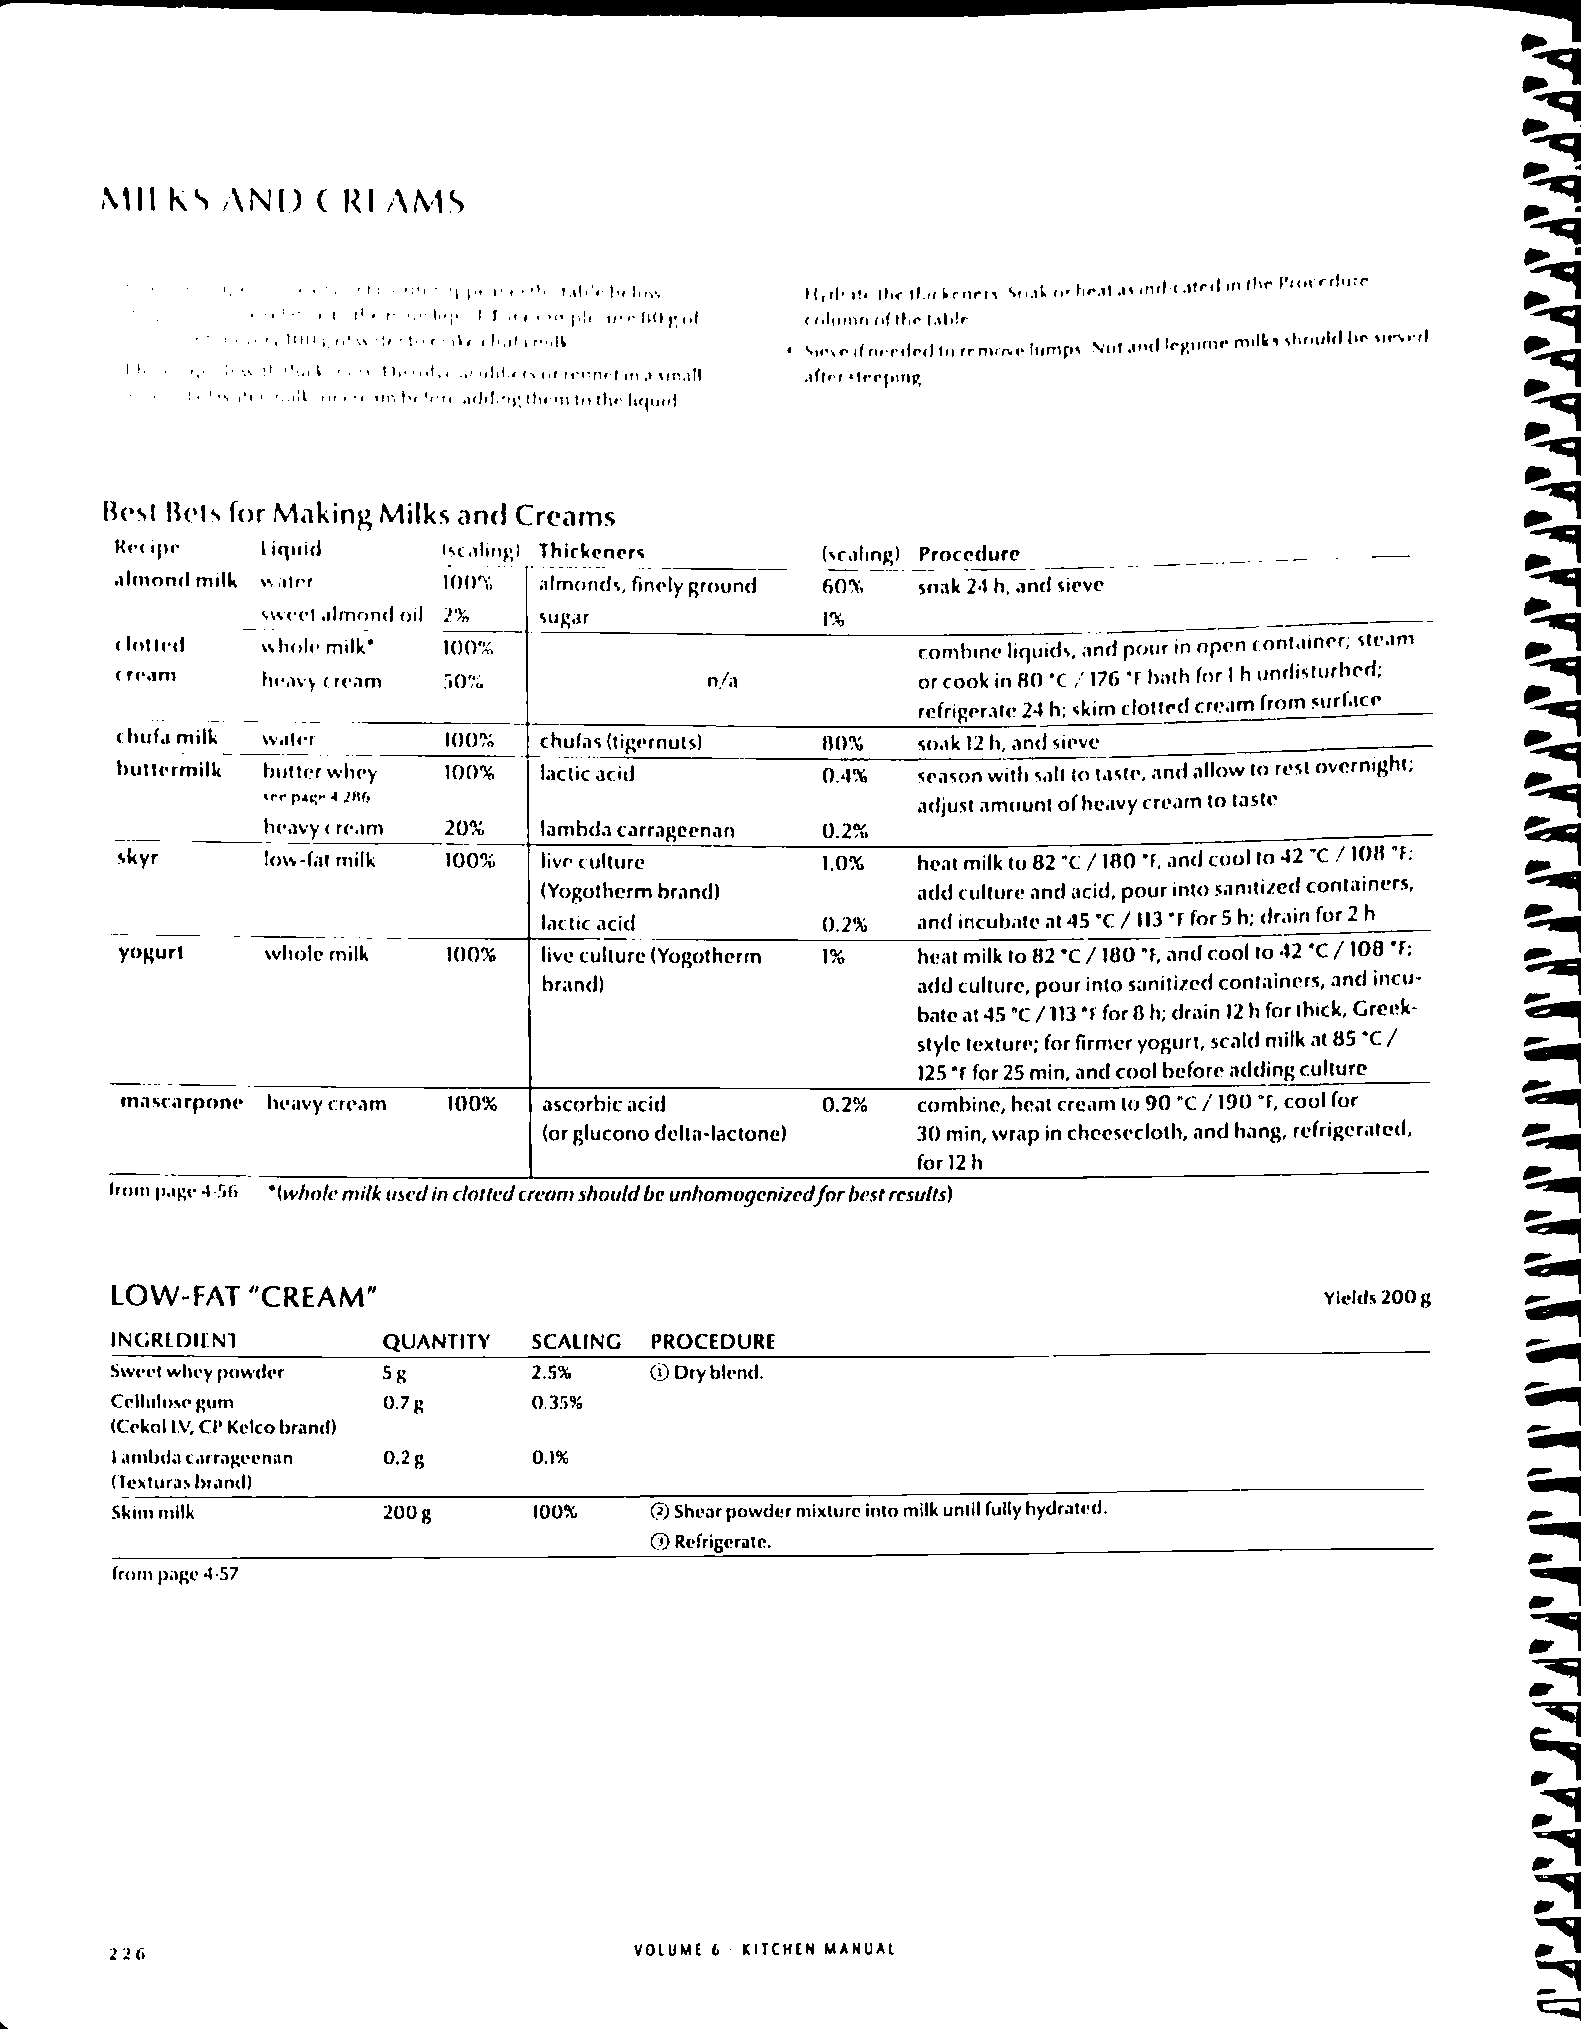 MILKS AND CREAMS
table below
80 g of
100 g of water to make chufa milk
in a small
before adding them to the liquid
Hydrate the thickeners. Soak or heat as indicated in the Procedure
column of the table.
4 Sieve if needed to remove lumps. Nut and legume milks should be sieved
after steeping.
Best Bets for Making Milks and Creams
Recipe Liquid (scaling) Thickeners (scaling) Procedure
almond milk water 100% almonds, finely ground 60% soak 24 h, and sieve
sweet almond oil 2% sugar 1%
clotted whole milk* 100% combine liquids, and pour in open container; steam
cream heavy cream 50% n/a or cook in 80 °C / 176 °F bath for 1 h undisturbed;
refrigerate 24 h; skim clotted cream from surface
chufa milk water 100% chufas (tigernuts) 80% soak 12 h, and sieve
buttermilk butter whey 100% lactic acid 0.4% season with salt to taste, and allow to rest overnight;
see page 4·286 adjust amount of heavy cream to taste
heavy cream 20% lambda carrageenan 0.2%
skyr low-fat milk 100% live culture 1.0% heat milk to 82 °C / 180 °F, and cool to 42 °C / 108 °F;
(Yogotherm brand) add culture and acid, pour into sanitized containers,
lactic acid 0.2% and incubate at 45 °C / 113 °F for 5 h; drain for 2 h
yogurt whole milk 100% live culture (Yogotherm 1% heat milk to 82 °C / 180 °F, and cool to 42 °C / 108 °F;
brand) add culture, pour into sanitized containers, and incu-
bate at 45 °C / 113 °F for 8 h; drain 12 h for thick, Greek-
style texture; for firmer yogurt, scald milk at 85 °C /
125 °F for 25 min, and cool before adding culture
mascarpone heavy cream 100% ascorbic acid 0.2% combine, heat cream to 90 °C / 190 °F, cool for
(or glucono delta-lactone) 30 min, wrap in cheesecloth, and hang, refrigerated,
for 12 h
from page 4·56 *(whole milk used in clotted cream should be unhomogenized for best results)
LOW-FAT "CREAM" Yields 200 g
INGREDIENT QUANTITY SCALING PROCEDURE
Sweet whey powder 5 g 2.5% ① Dry blend.
Cellulose gum 0.7 g 0.35%
(Cekol LV, CP Kelco brand)
Lambda carrageenan 0.2 g 0.1%
(Texturas brand)
Skim milk 200 g 100% ② Shear powder mixture into milk until fully hydrated.
③ Refrigerate.
from page 4·57
226 VOLUME 6 · KITCHEN MANUAL